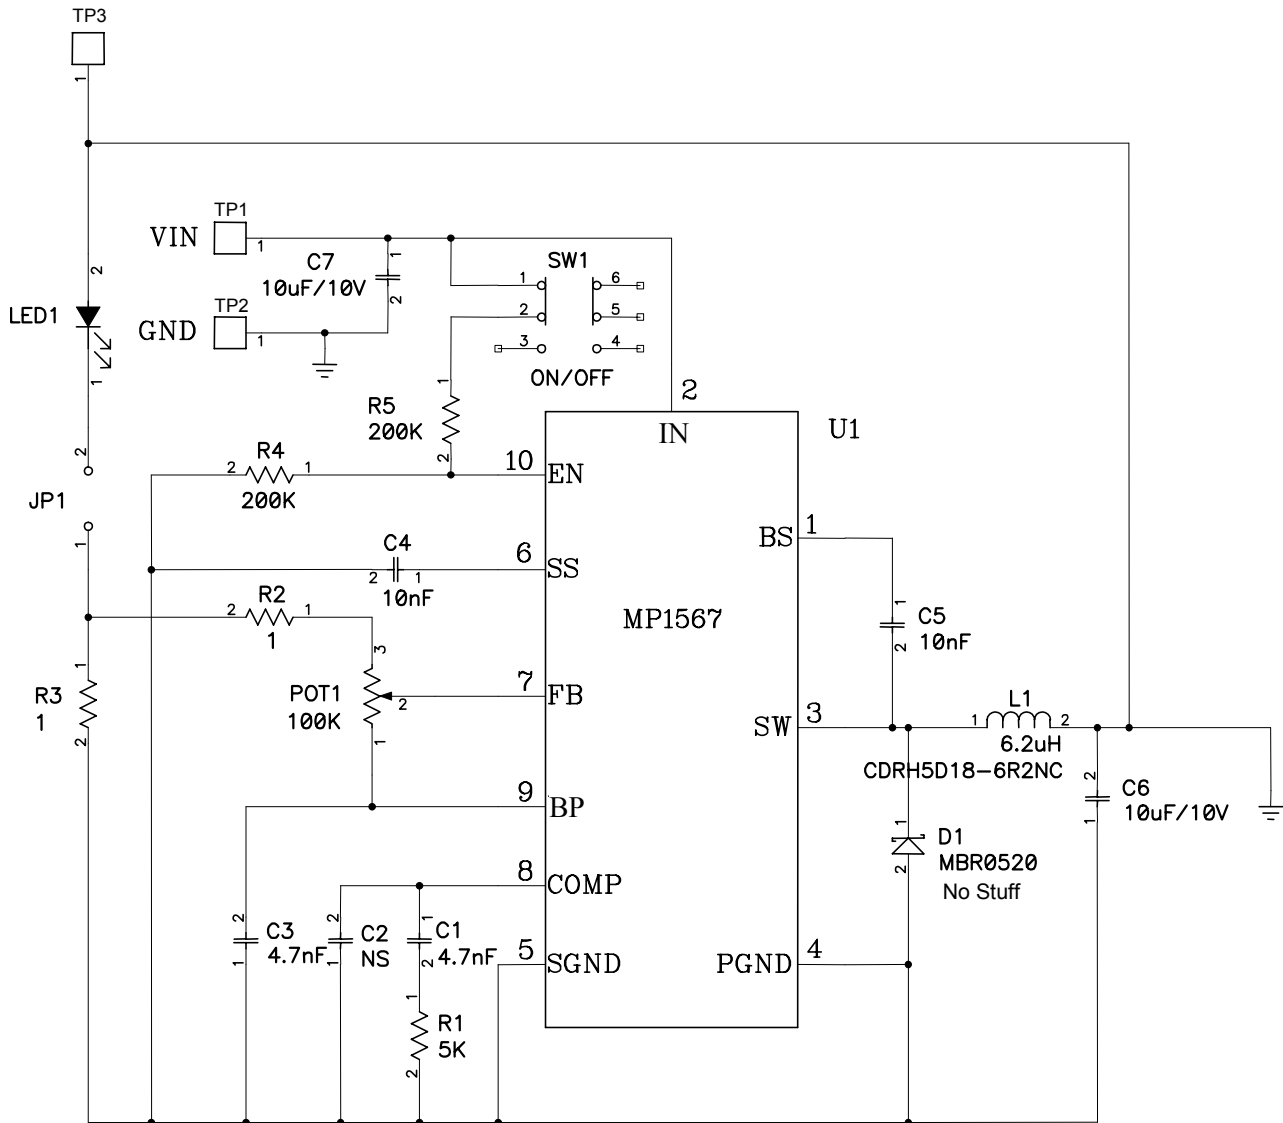 TP3
1
VIN
TP1
1
C7
10uF/10V
1
2
SW1
1
6
2
5
3
4
ON/OFF
2
LED1
1
GND
TP2
1
R5
200K
1
2
2
IN
U1
2
JP1
1
R4
2
1
200K
10
EN
C4
2
1
10nF
6
SS
BS
1
R2
2
1
1
MP1567
1
C5
10nF
2
1
R3
1
2
3
POT1
100K
2
1
7
FB
SW
3
L1
1
2
6.2uH
CDRH5D18-6R2NC
9
BP
2
C6
10uF/10V
1
1
D1
MBR0520
2
No Stuff
8
COMP
2
C3
4.7nF
1
2
C2
NS
1
1
C1
4.7nF
2
5
SGND
PGND
4
1
R1
5K
2